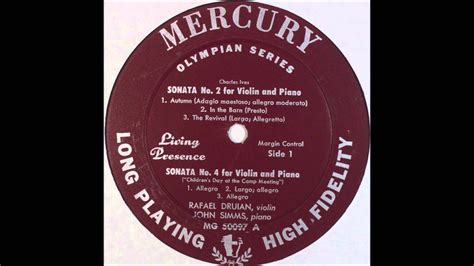 MERCURY
OLYMPIAN SERIES
Charles Ives
SONATA No. 2 for Violin and Piano
1. Autumn (Adagio maestoso; allegro moderato)
2. In the Barn (Presto)
3. The Revival (Largo; Allegretto)
Living
Presence
Margin Control
Side 1
SONATA No. 4 for Violin and Piano
("Children's Day at the Camp Meeting")
1. Allegro 2. Largo; allegro
3. Allegro
RAFAEL DRUIAN, violin
JOHN SIMMS, piano
MG 50097 A
LONG PLAYING
HIGH FIDELITY